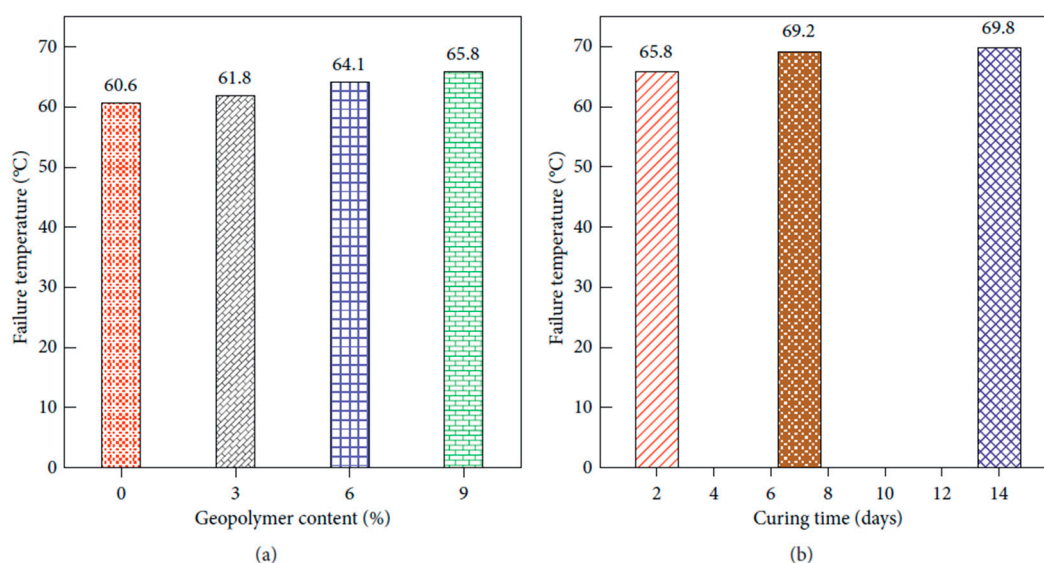 60.6
61.8
64.1
65.8
70
60
50
40
30
20
10
0
Failure temperature (°C)
0 3 6 9
Geopolymer content (%)
(a)
65.8
69.2
69.8
70
60
50
40
30
20
10
0
Failure temperature (°C)
2 4 6 8 10 12 14
Curing time (days)
(b)